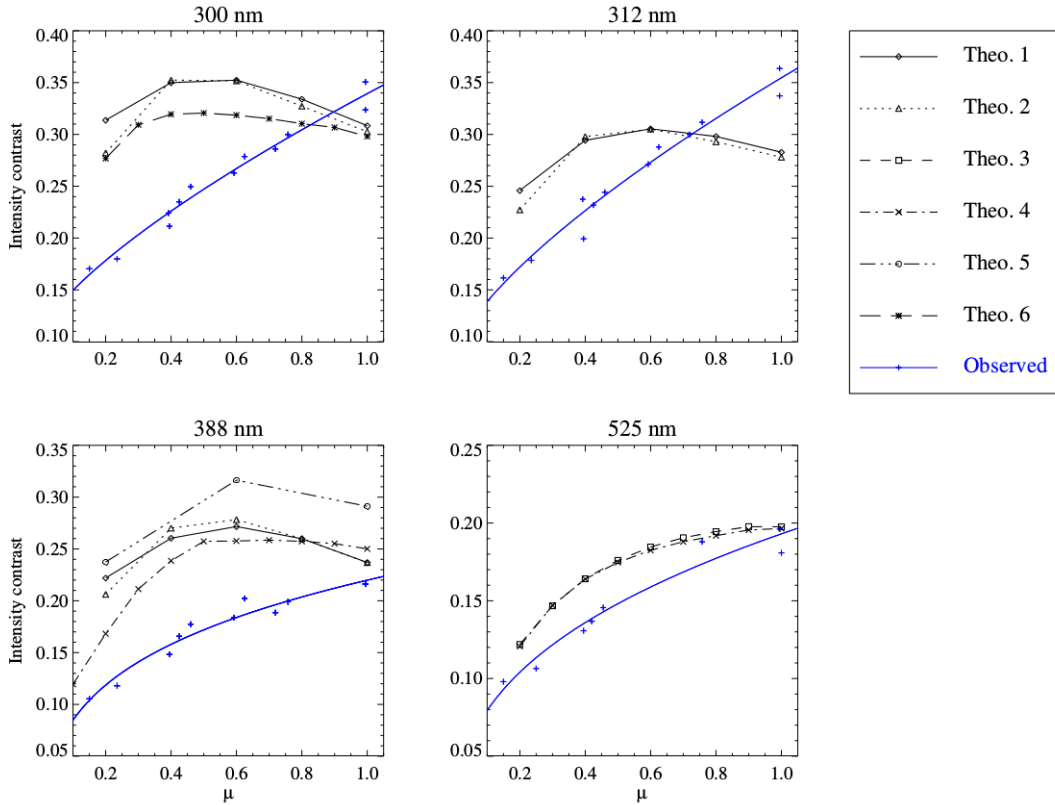 300 nm
312 nm
Intensity contrast
0.40
0.35
0.30
0.25
0.20
0.15
0.10
0.2 0.4 0.6 0.8 1.0
0.40
0.35
0.30
0.25
0.20
0.15
0.10
0.2 0.4 0.6 0.8 1.0
Theo. 1
Theo. 2
Theo. 3
Theo. 4
Theo. 5
Theo. 6
Observed
388 nm
525 nm
Intensity contrast
0.35
0.30
0.25
0.20
0.15
0.10
0.05
0.2 0.4 0.6 0.8 1.0
μ
0.25
0.20
0.15
0.10
0.05
0.2 0.4 0.6 0.8 1.0
μ